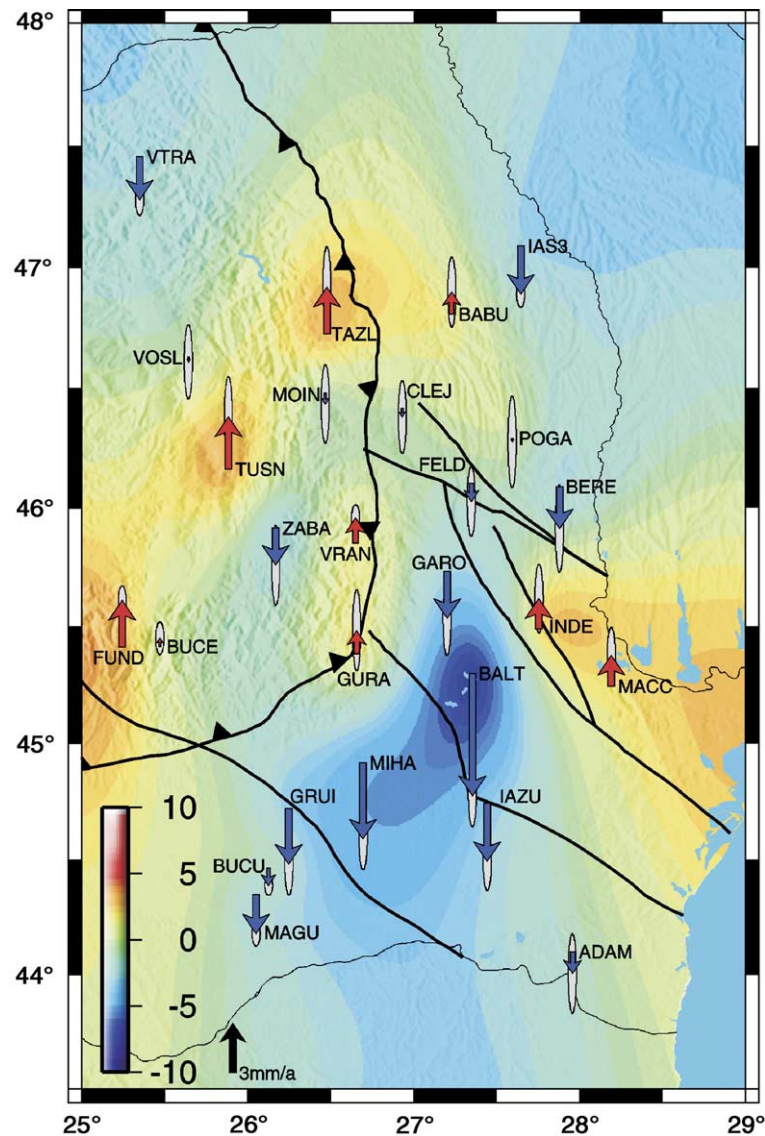 48°
VTRA
IAS3
47°
BABU
TAZL
VOSL
MOIN
CLEJ
POGA
TUSN
FELD
46°
BERE
ZABA
VRAN
GARO
INDE
BUCE
FUND
GURA
BALT
MACC
45°
MIHA
GRUI
IAZU
10
BUCU
5
MAGU
ADAM
0
44°
-5
-10
3mm/a
25°
26°
27°
28°
29°